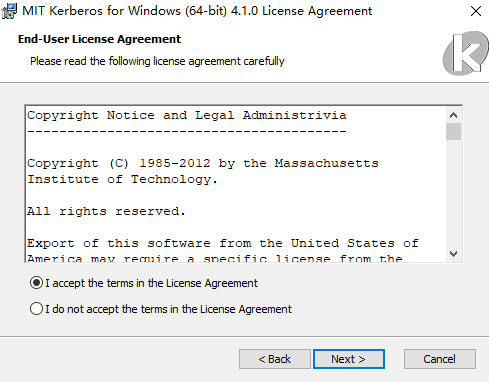 MIT Kerberos for Windows (64-bit) 4.1.0 License Agreement
End-User License Agreement
Please read the following license agreement carefully
Copyright Notice and Legal Administrivia
----------------------------------------
Copyright (C) 1985-2012 by the Massachusetts
Institute of Technology.
All rights reserved.
Export of this software from the United States of
America may require a specific license from the
I accept the terms in the License Agreement
I do not accept the terms in the License Agreement
< Back
Next >
Cancel